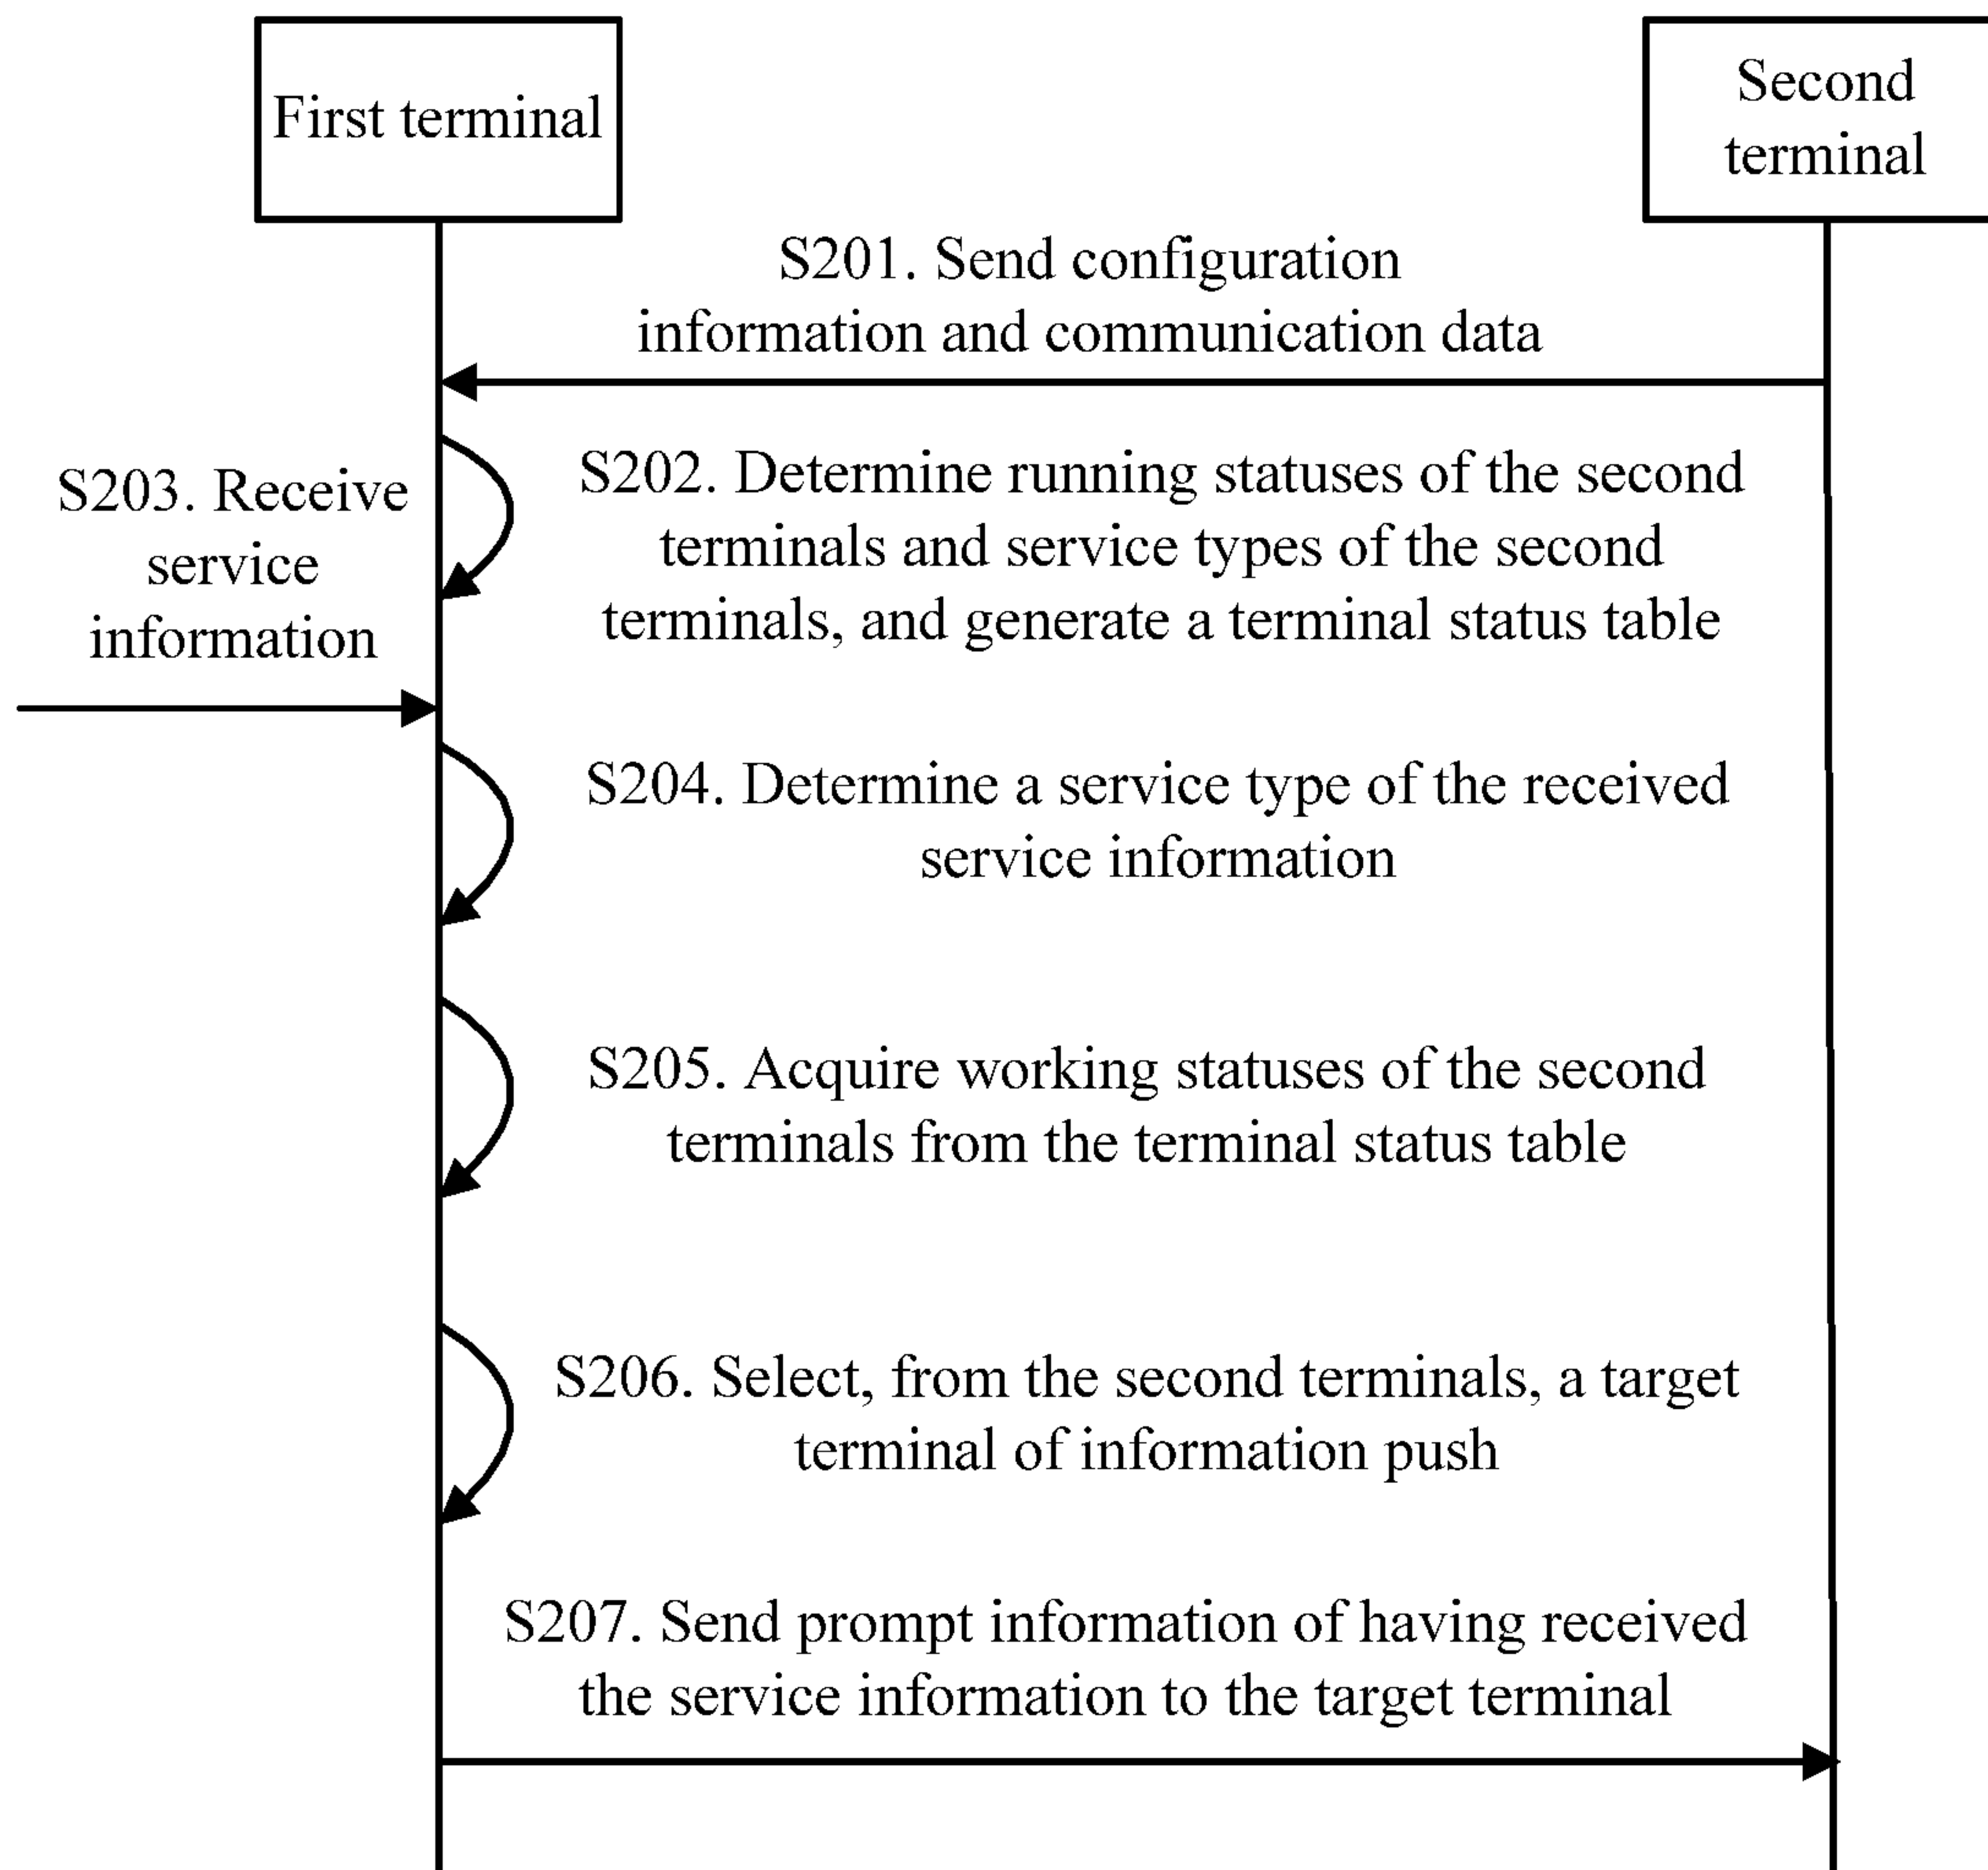 First terminal
Second
terminal
S201. Send configuration
information and communication data
S202. Determine running statuses of the second
terminals and service types of the second
terminals, and generate a terminal status table
S203. Receive
service
information
S204. Determine a service type of the received
service information
S205. Acquire working statuses of the second
terminals from the terminal status table
S206. Select, from the second terminals, a target
terminal of information push
S207. Send prompt information of having received
the service information to the target terminal